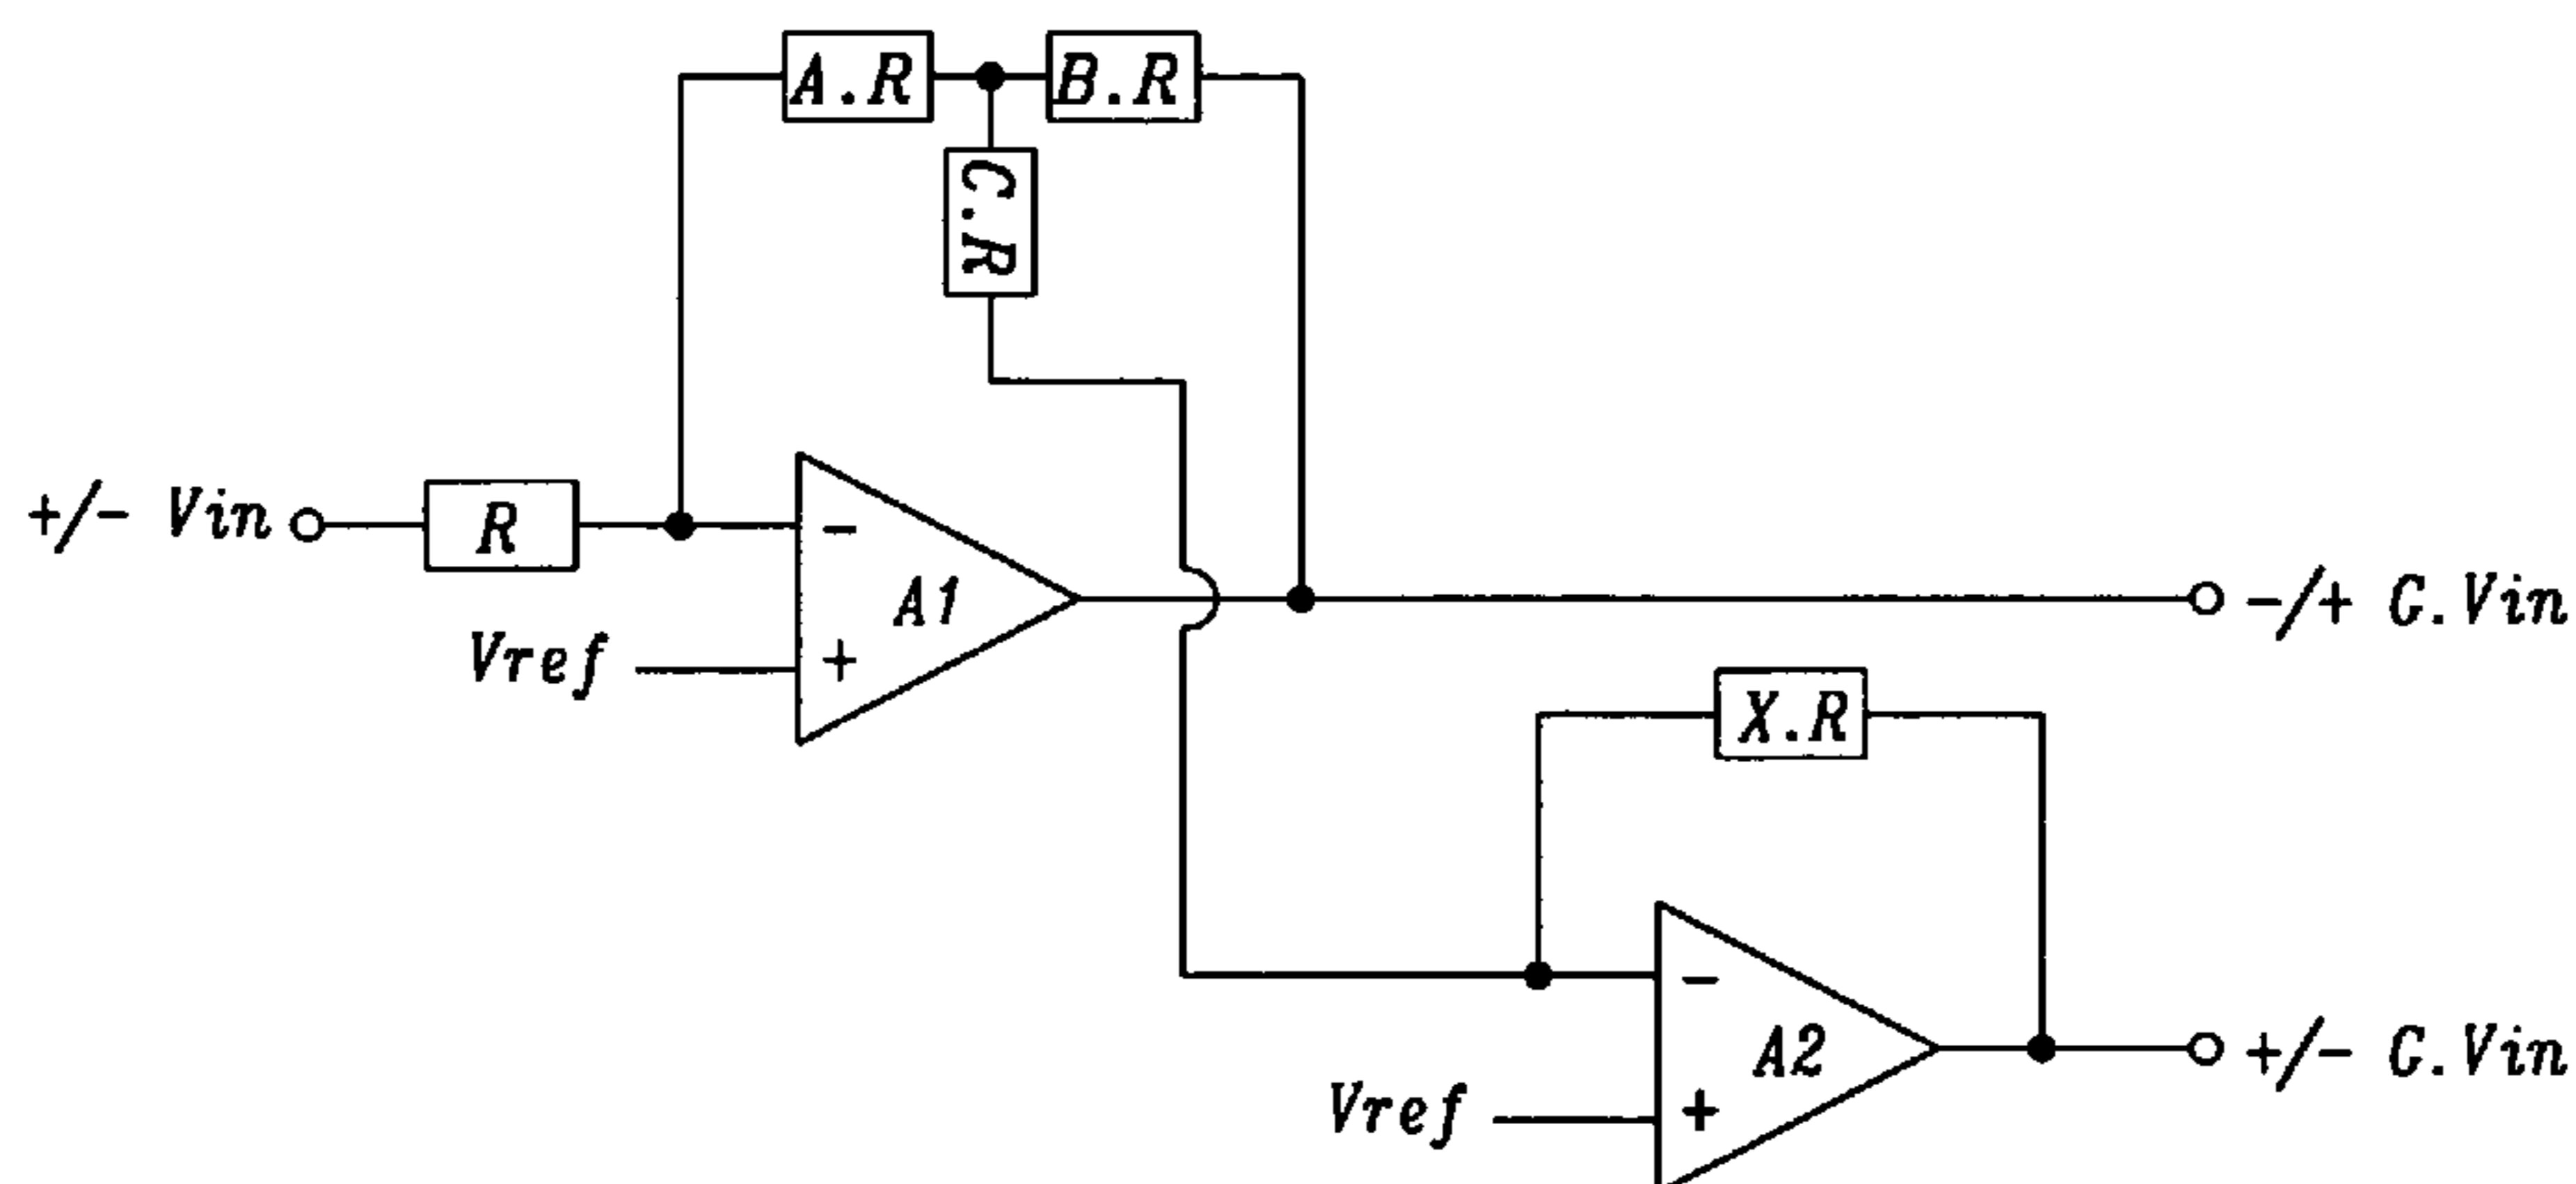 A.R
B.R
C.R
+/- Vin
R
-
A1
+
Vref
-/+ G.Vin
X.R
-
A2
+
Vref
+/- G.Vin